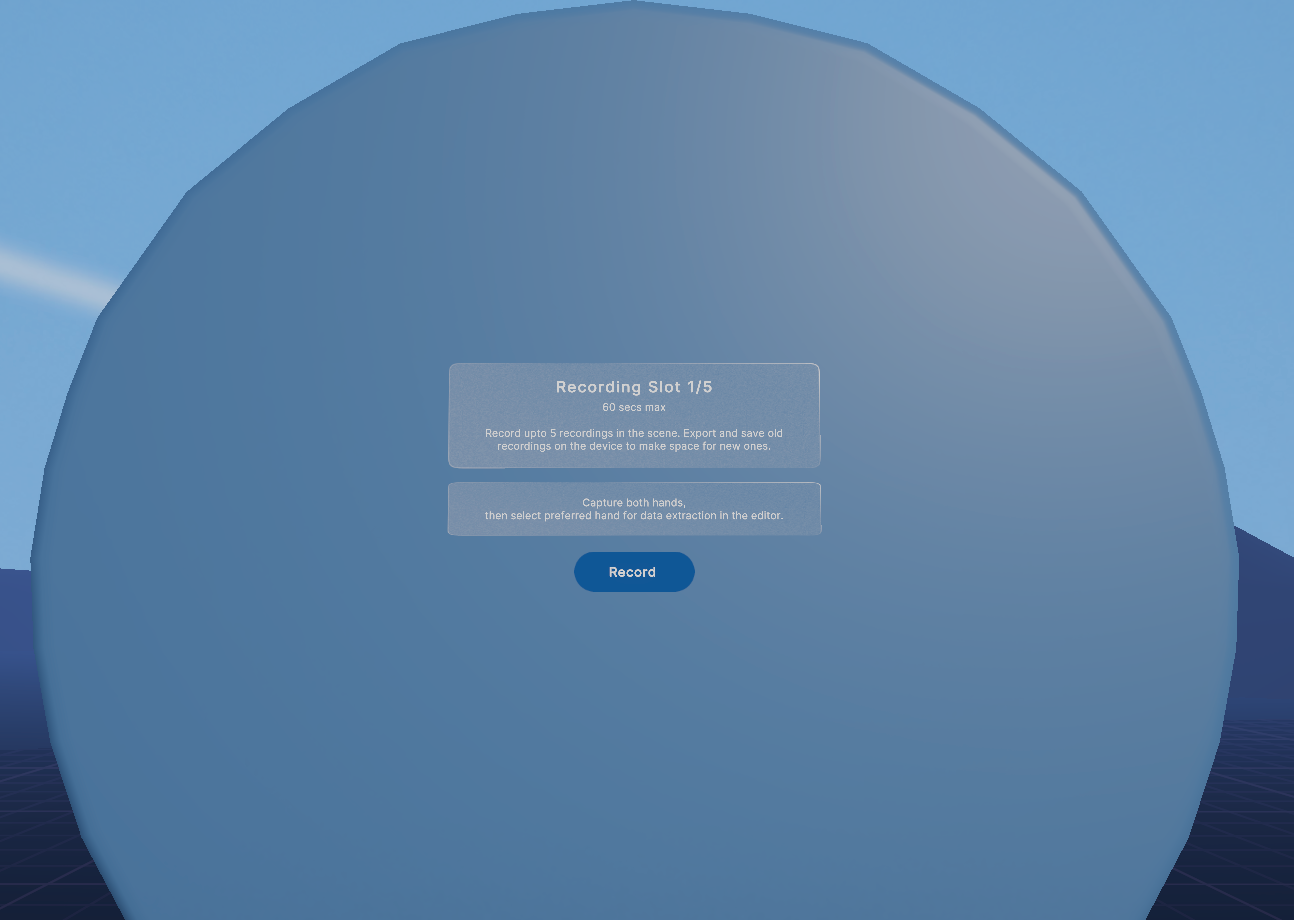 Recording Slot 1/5
60 secs max
Record upto 5 recordings in the scene. Export and save old
recordings on the device to make space for new ones.
Capture both hands,
then select preferred hand for data extraction in the editor.
Record